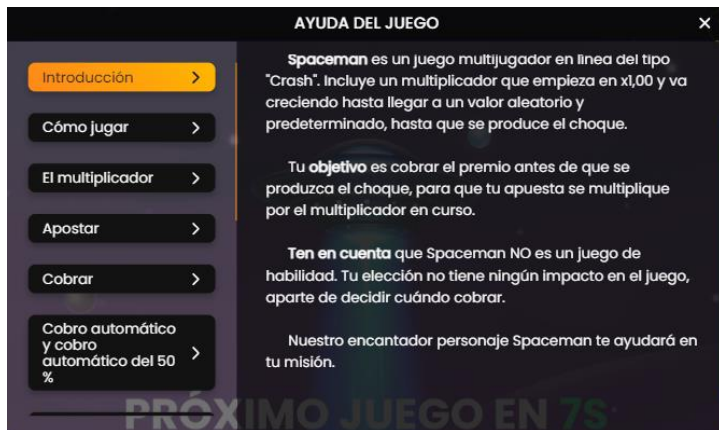 AYUDA DEL JUEGO
Introducción
Cómo jugar
El multiplicador
Apostar
Cobrar
Cobro automático
y cobro
automático del 50
%
Spaceman es un juego multijugador en línea del tipo
"Crash". Incluye un multiplicador que empieza en x1,00 y va
creciendo hasta llegar a un valor aleatorio y
predeterminado, hasta que se produce el choque.
Tu objetivo es cobrar el premio antes de que se
produzca el choque, para que tu apuesta se multiplique
por el multiplicador en curso.
Ten en cuenta que Spaceman NO es un juego de
habilidad. Tu elección no tiene ningún impacto en el juego,
aparte de decidir cuándo cobrar.
Nuestro encantador personaje Spaceman te ayudará en
tu misión.
PRÓXIMO JUEGO EN 7S